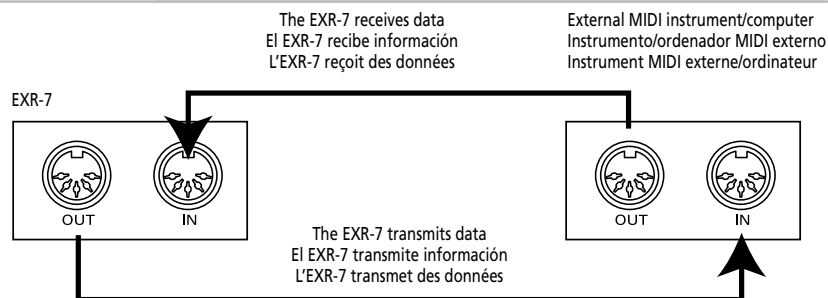 The EXR-7 receives data
El EXR-7 recibe información
L'EXR-7 reçoit des données
External MIDI instrument/computer
Instrumento/ordenador MIDI externo
Instrument MIDI externe/ordinateur
EXR-7
OUT
IN
OUT
IN
The EXR-7 transmits data
El EXR-7 transmite información
L'EXR-7 transmet des données